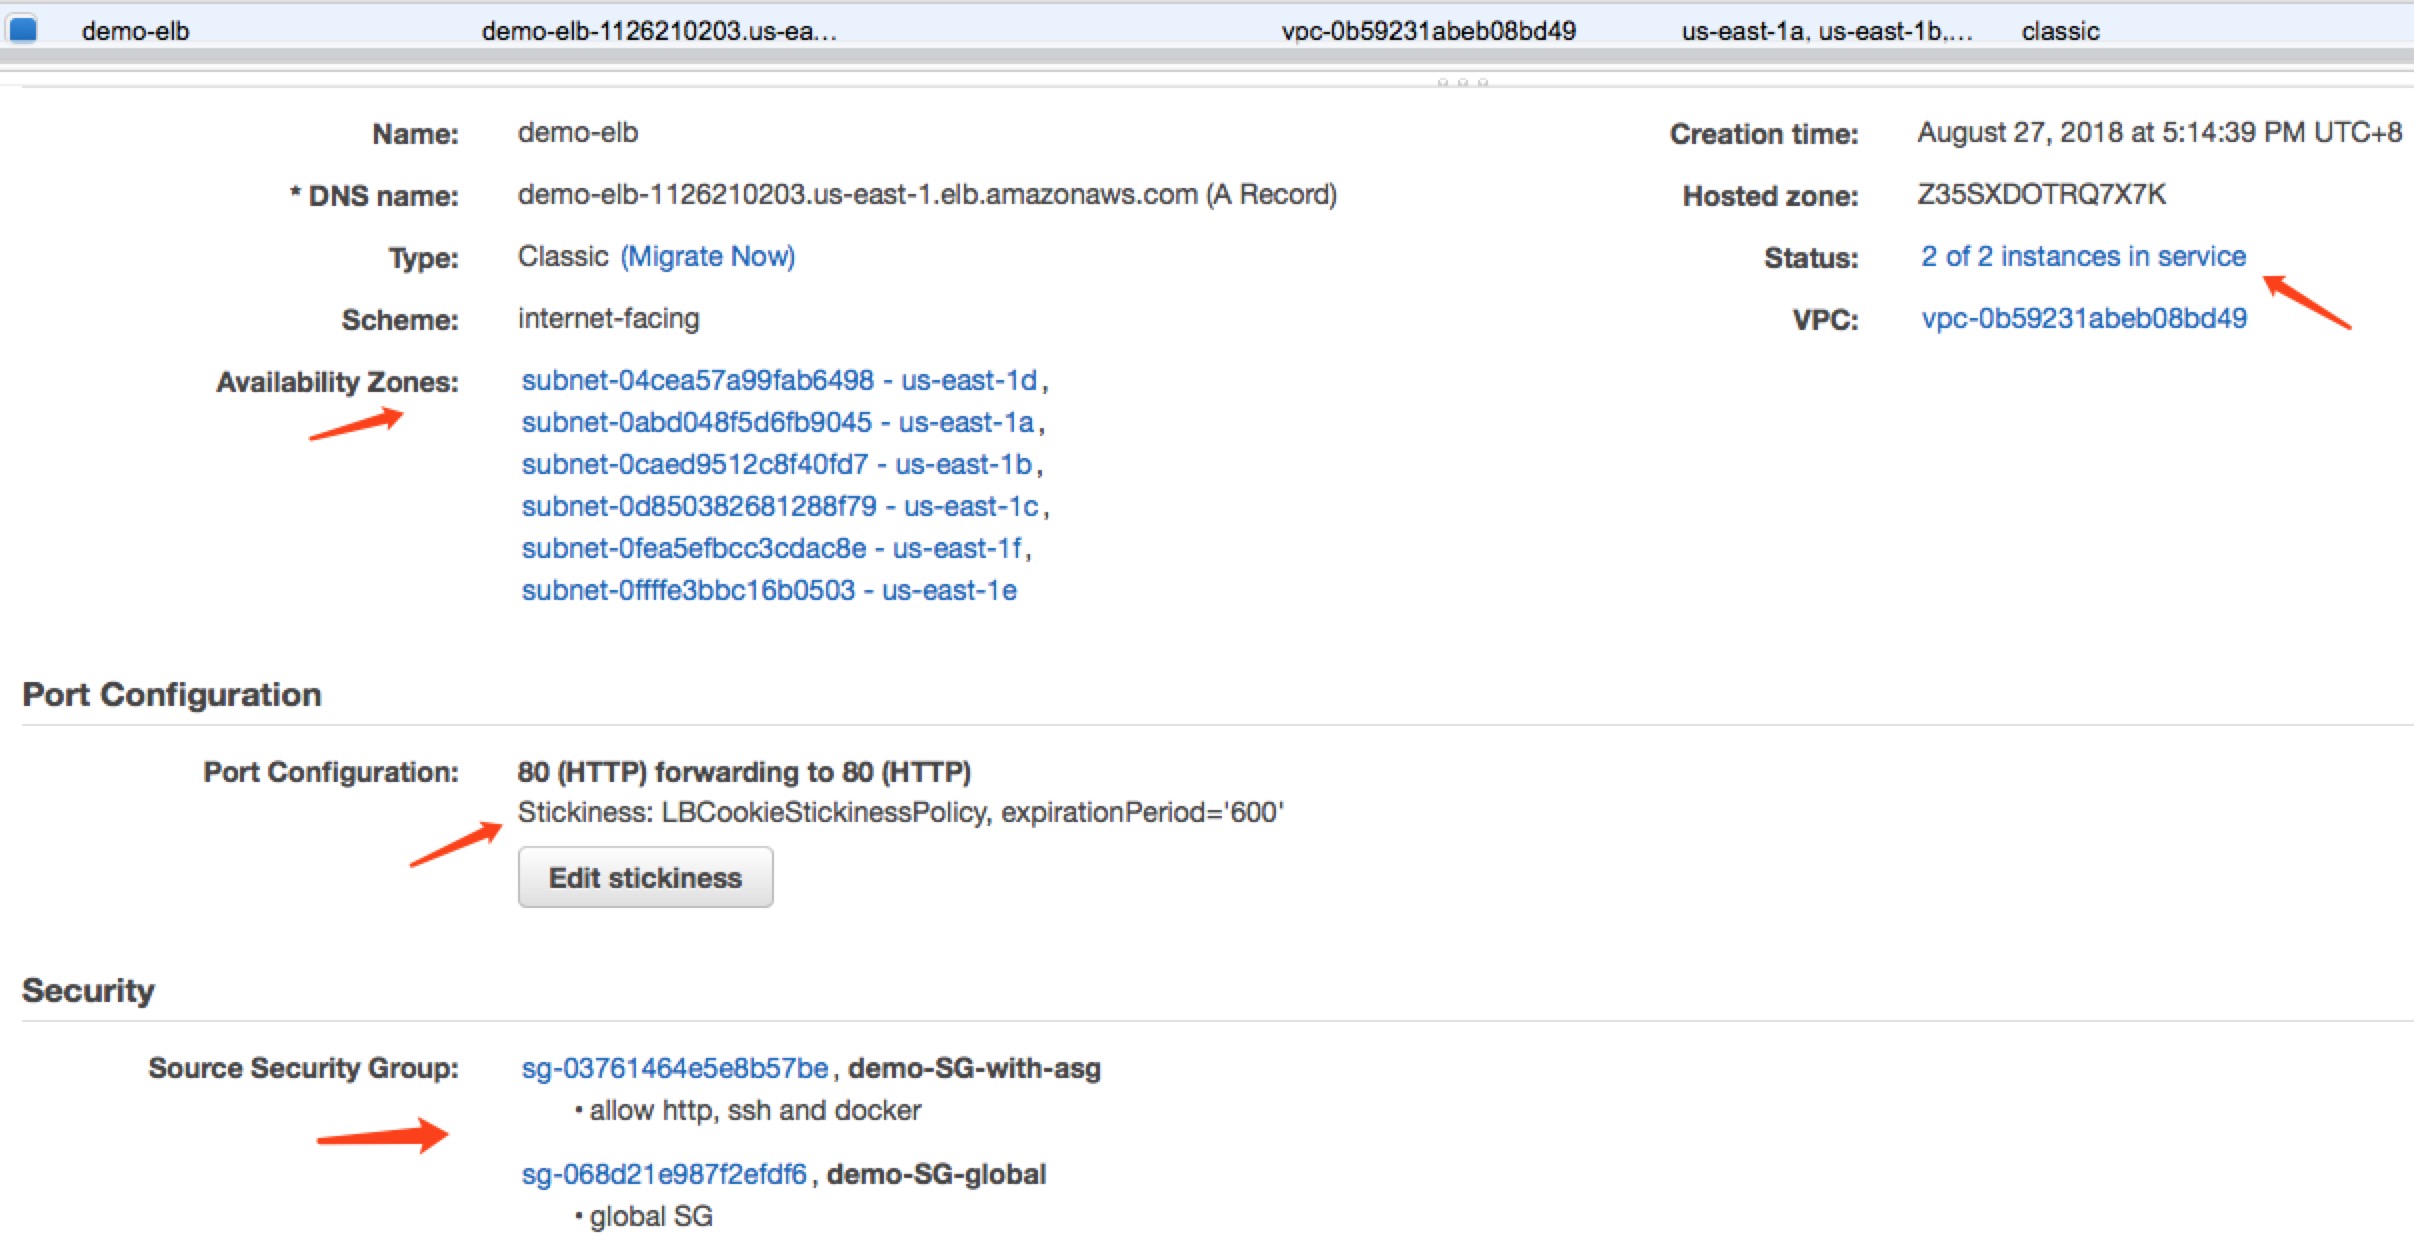 demo-elb demo-elb-1126210203.us-ea... vpc-0b59231abeb08bd49 us-east-1a, us-east-1b,... classic
Name: demo-elb Creation time: August 27, 2018 at 5:14:39 PM UTC+8
* DNS name: demo-elb-1126210203.us-east-1.elb.amazonaws.com (A Record) Hosted zone: Z35SXDOTRQ7X7K
Type: Classic (Migrate Now) Status: 2 of 2 instances in service
Scheme: internet-facing VPC: vpc-0b59231abeb08bd49
Availability Zones: subnet-04cea57a99fab6498 - us-east-1d,
subnet-0abd048f5d6fb9045 - us-east-1a,
subnet-0caed9512c8f40fd7 - us-east-1b,
subnet-0d850382681288f79 - us-east-1c,
subnet-0fea5efbcc3cdac8e - us-east-1f,
subnet-0ffffe3bbc16b0503 - us-east-1e
Port Configuration
Port Configuration: 80 (HTTP) forwarding to 80 (HTTP)
Stickiness: LBCookieStickinessPolicy, expirationPeriod='600'
Edit stickiness
Security
Source Security Group: sg-03761464e5e8b57be, demo-SG-with-asg
• allow http, ssh and docker
sg-068d21e987f2efdf6, demo-SG-global
• global SG